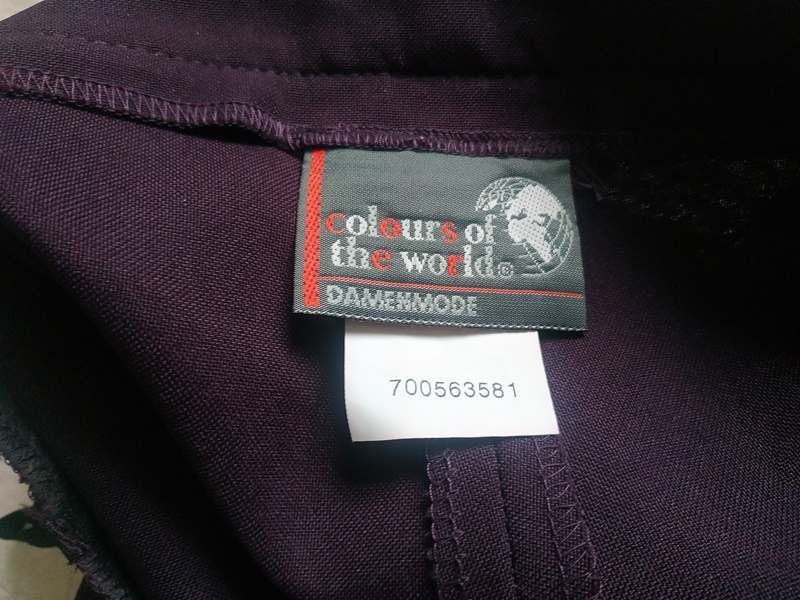 colours of
the world®
DAMENMODE
700563581